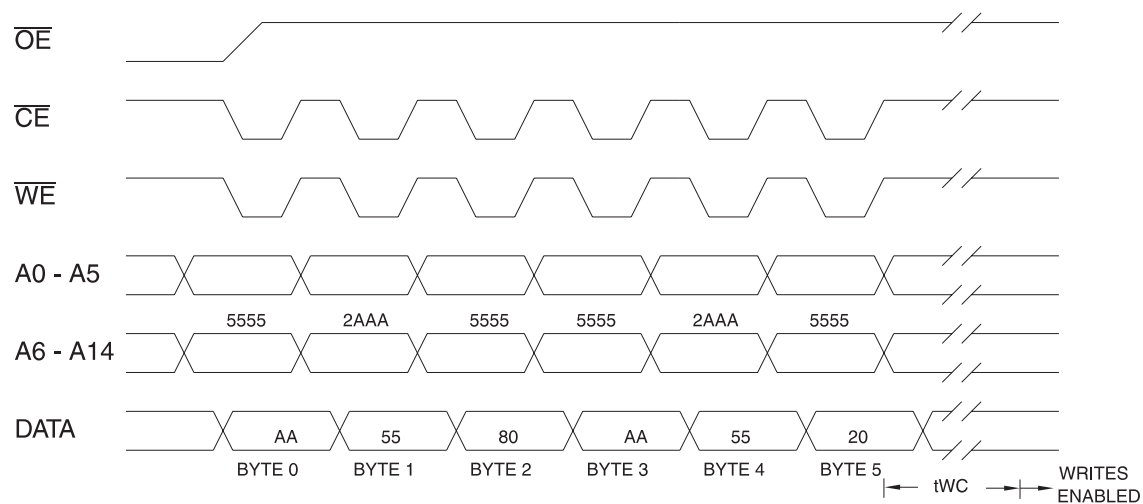 OE
CE
WE
A0 - A5
5555 2AAA 5555 5555 2AAA 5555
A6 - A14
DATA
AA 55 80 AA 55 20
BYTE 0 BYTE 1 BYTE 2 BYTE 3 BYTE 4 BYTE 5
tWC
WRITES
ENABLED